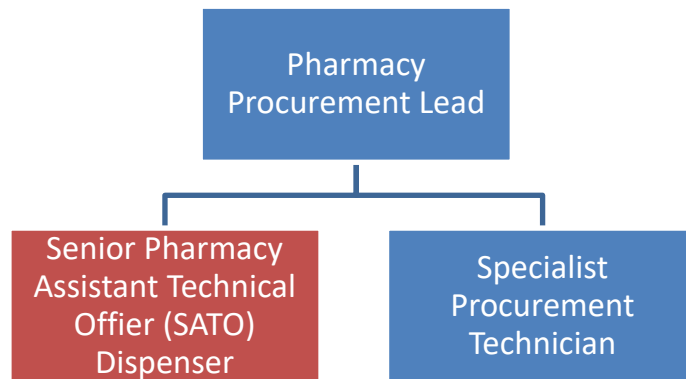 Pharmacy
Procurement Lead
Senior Pharmacy
Assistant Technical
Offier (SATO)
Dispenser
Specialist
Procurement
Technician